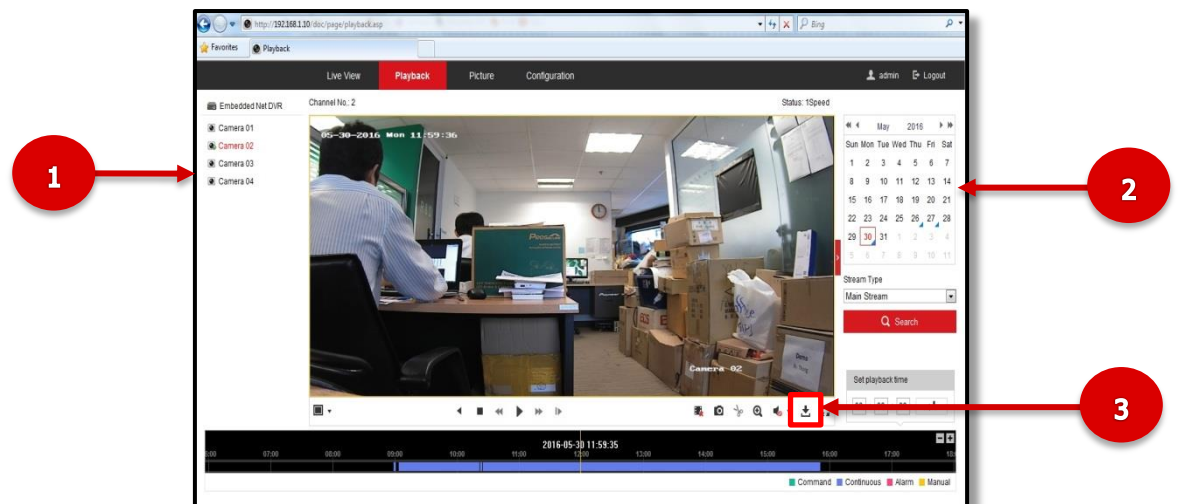 http://192.168.1.10/doc/page/playback.asp
Bing
Favorites
Playback
Live View
Playback
Picture
Configuration
admin
Logout
Embedded Net DVR
Channel No.: 2
Status: 1Speed
Camera 01
Camera 02
Camera 03
Camera 04
05-30-2016 Mon 11:59:36
May 2016
Sun Mon Tue Wed Thu Fri Sat
1 2 3 4 5 6 7
8 9 10 11 12 13 14
15 16 17 18 19 20 21
22 23 24 25 26 27 28
29 30 31 1 2 3 4
5 6 7 8 9 10 11
1
2
Stream Type
Main Stream
Search
Camera 02
Set playback time
3
2016-05-30 11:59:35
07:00 08:00 09:00 10:00 11:00 12:00 13:00 14:00 15:00 16:00 17:00
Command Continuous Alarm Manual